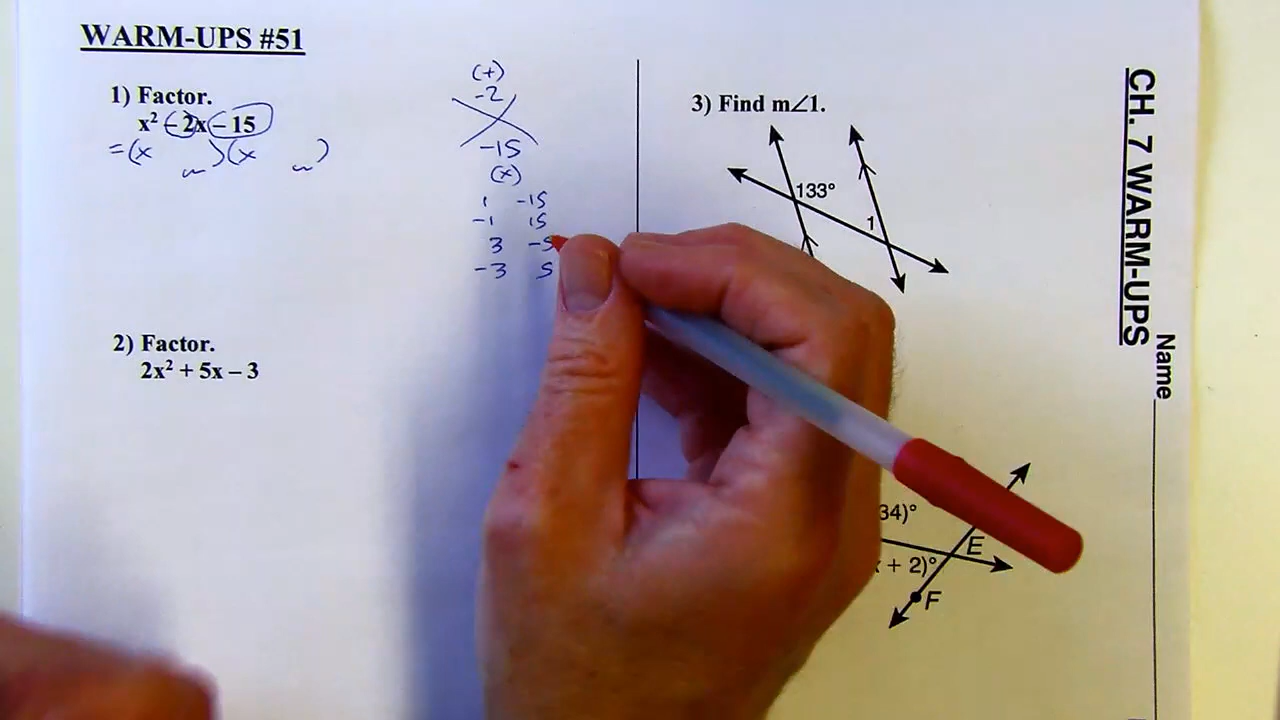 WARM-UPS #51
1) Factor.
x² – 2x – 15
= (x )(x )
(+)
-2
-15
(x)
1 -15
-1 15
3 -5
-3 5
2) Factor.
2x² + 5x – 3
3) Find m∠1.
133°
1
34)°
E
+ 2)°
F
CH. 7 WARM-UPS
Name